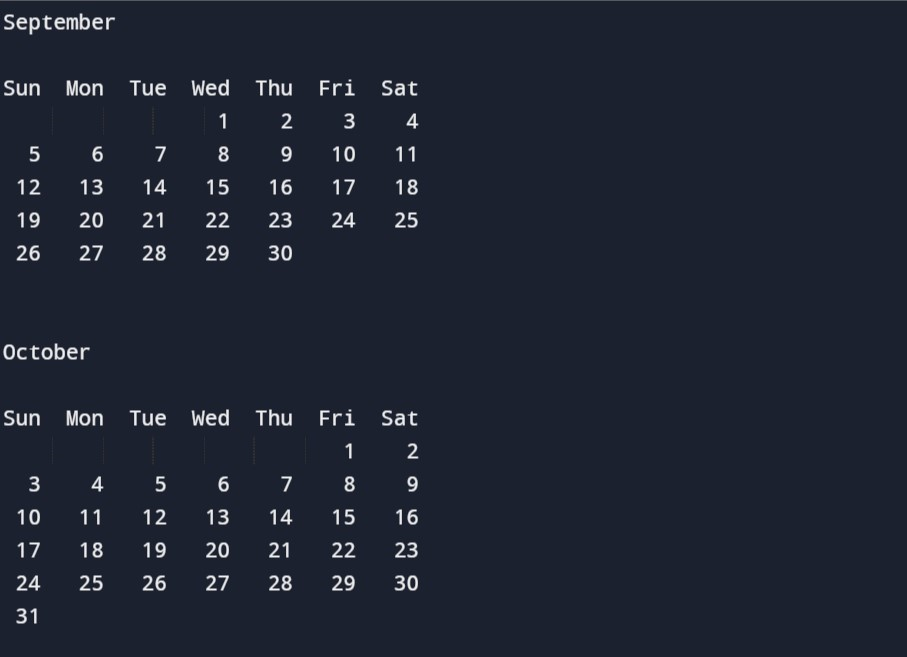 September
Sun Mon Tue Wed Thu Fri Sat
1 2 3 4
5 6 7 8 9 10 11
12 13 14 15 16 17 18
19 20 21 22 23 24 25
26 27 28 29 30
October
Sun Mon Tue Wed Thu Fri Sat
1 2
3 4 5 6 7 8 9
10 11 12 13 14 15 16
17 18 19 20 21 22 23
24 25 26 27 28 29 30
31